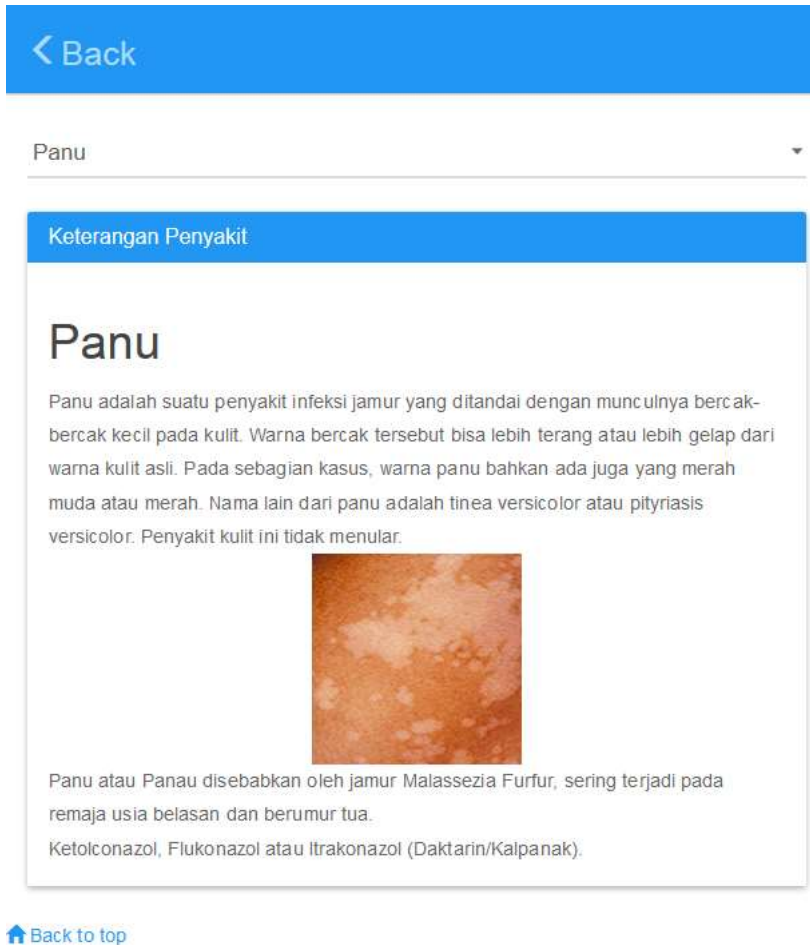 Back
Panu
Keterangan Penyakit
Panu
Panu adalah suatu penyakit infeksi jamur yang ditandai dengan munculnya bercak-
bercak kecil pada kulit. Warna bercak tersebut bisa lebih terang atau lebih gelap dari
warna kulit asli. Pada sebagian kasus, warna panu bahkan ada juga yang merah
muda atau merah. Nama lain dari panu adalah tinea versicolor atau pityriasis
versicolor. Penyakit kulit ini tidak menular.
Panu atau Panau disebabkan oleh jamur Malassezia Furfur, sering terjadi pada
remaja usia belasan dan berumur tua.
Ketolconazol, Flukonazol atau Itrakonazol (Daktarin/Kalpanak).
Back to top